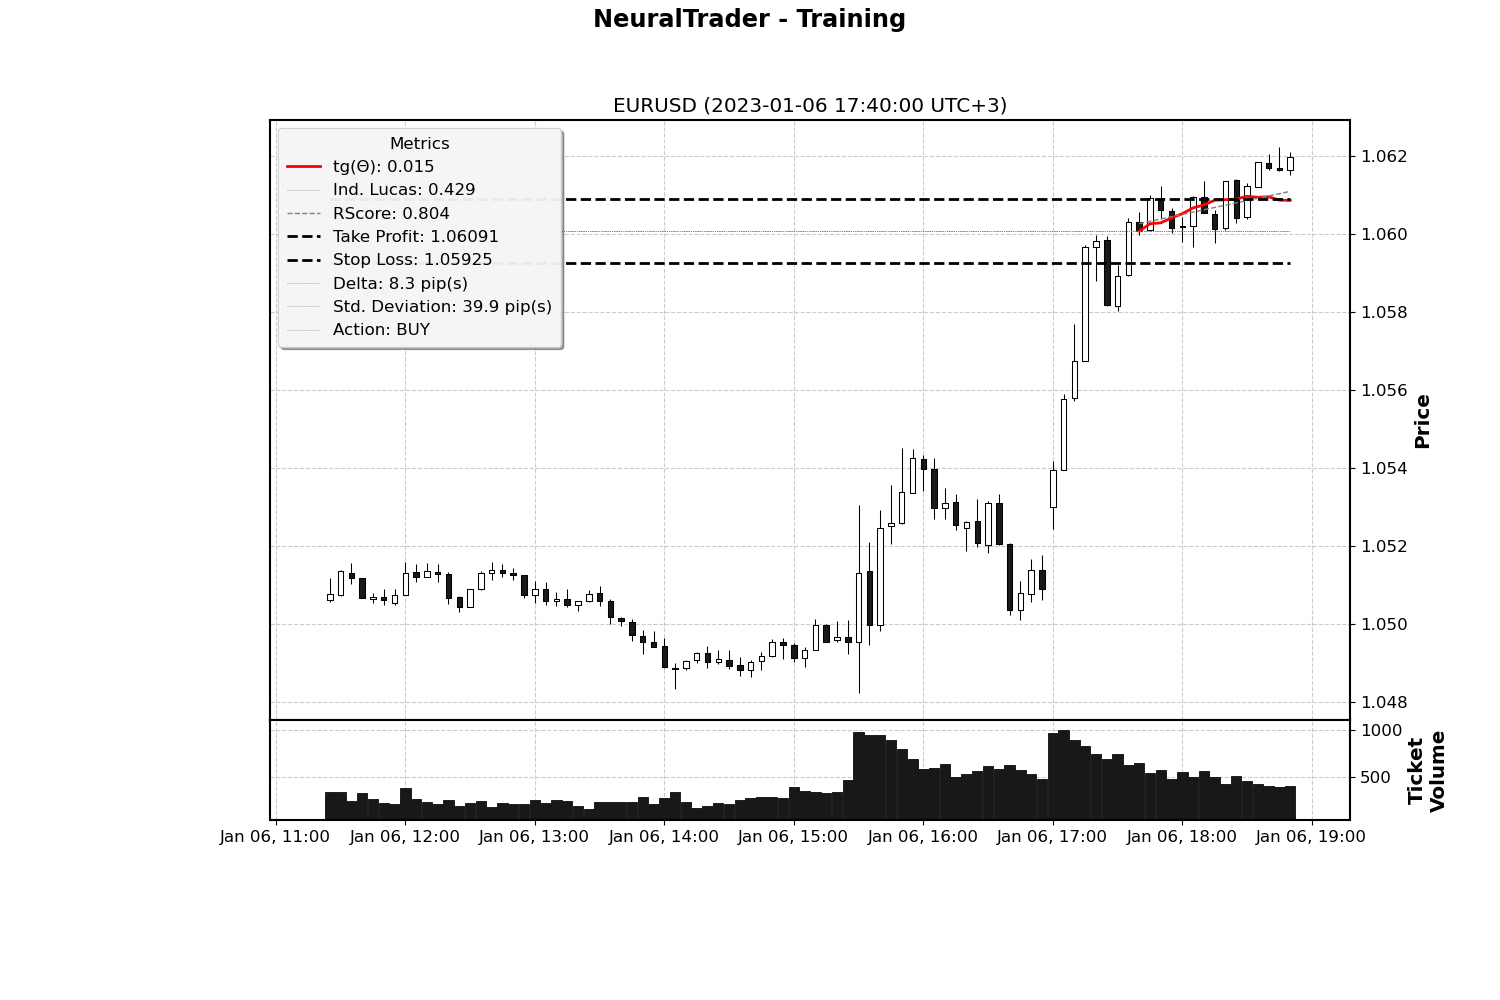 NeuralTrader - Training
EURUSD (2023-01-06 17:40:00 UTC+3)
Metrics
tg(Θ): 0.015
Ind. Lucas: 0.429
RScore: 0.804
Take Profit: 1.06091
Stop Loss: 1.05925
Delta: 8.3 pip(s)
Std. Deviation: 39.9 pip(s)
Action: BUY
1.062
1.060
1.058
1.056
1.054
1.052
1.050
1.048
Price
1000
500
Ticket
Volume
Jan 06, 11:00 Jan 06, 12:00 Jan 06, 13:00 Jan 06, 14:00 Jan 06, 15:00 Jan 06, 16:00 Jan 06, 17:00 Jan 06, 18:00 Jan 06, 19:00